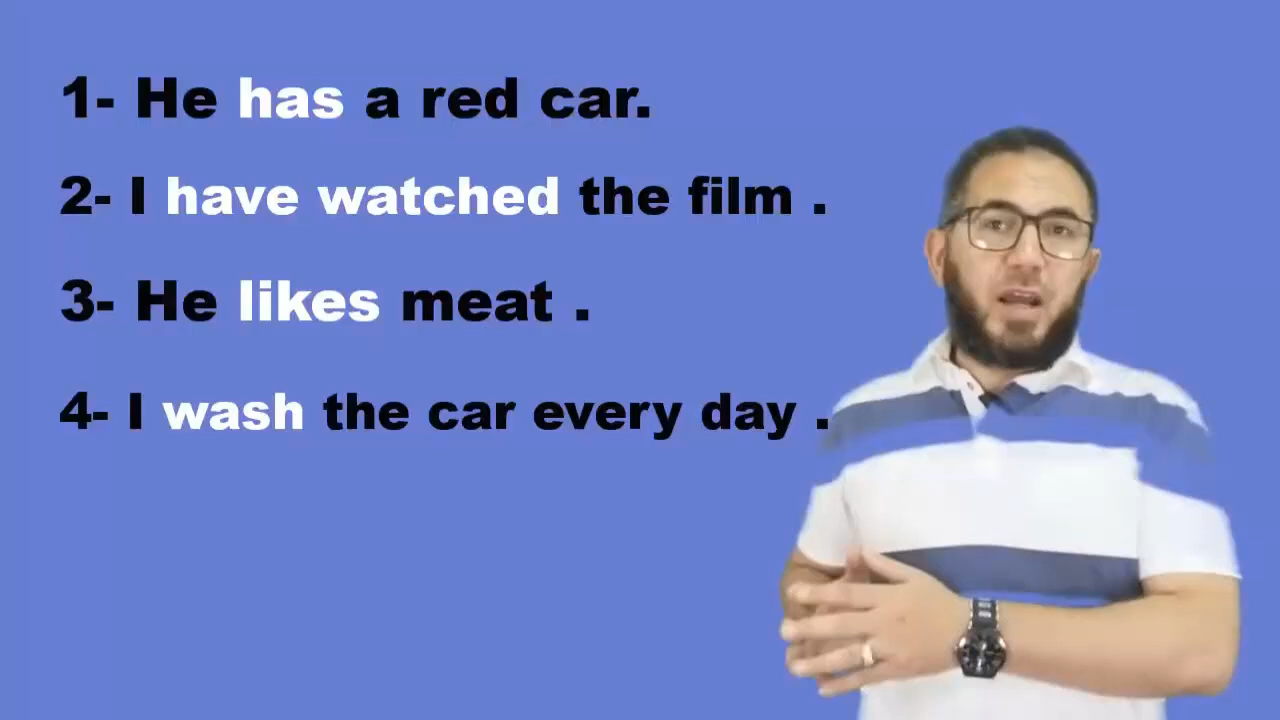 1- He has a red car.
2- I have watched the film .
3- He likes meat .
4- I wash the car every day .